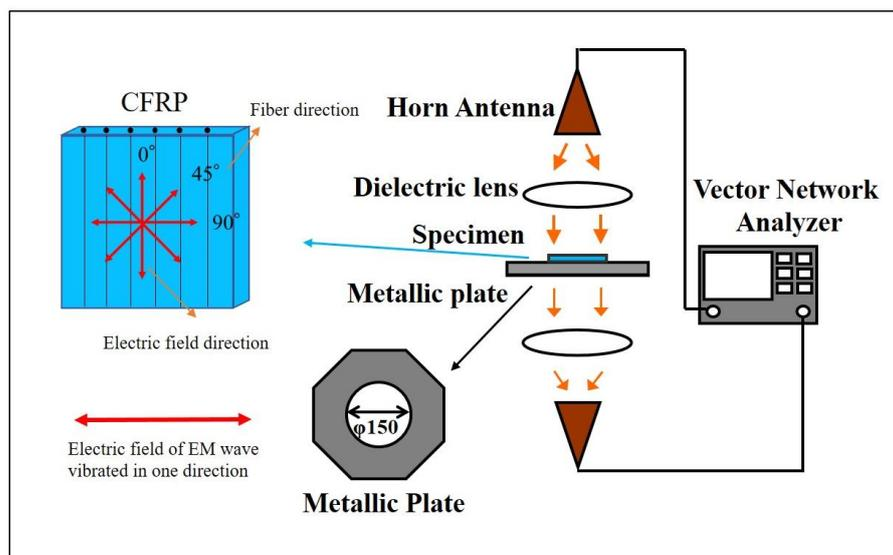 CFRP
Fiber direction
0°
45°
90°
Electric field direction
Electric field of EM wave
vibrated in one direction
Horn Antenna
Dielectric lens
Specimen
Metallic plate
φ150
Metallic Plate
Vector Network
Analyzer